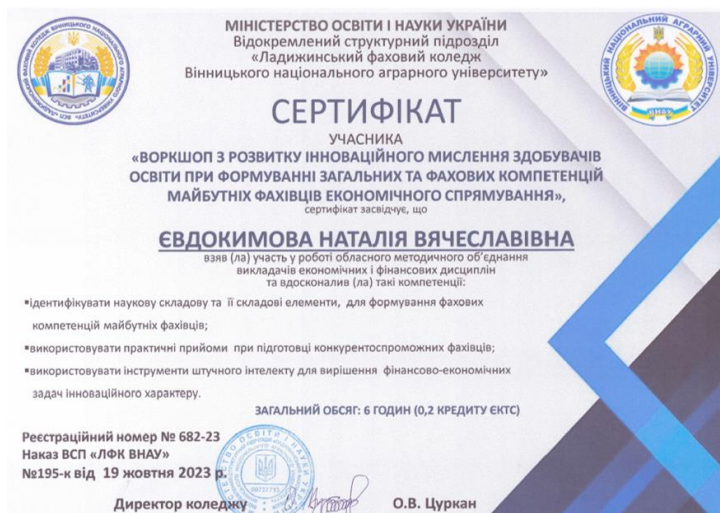 МІНІСТЕРСТВО ОСВІТИ І НАУКИ УКРАЇНИ
Відокремлений структурний підрозділ
«Ладижинський фаховий коледж
Вінницького національного аграрного університету»
СЕРТИФІКАТ
УЧАСНИКА
«ВОРКШОП З РОЗВИТКУ ІННОВАЦІЙНОГО МИСЛЕННЯ ЗДОБУВАЧІВ
ОСВІТИ ПРИ ФОРМУВАННІ ЗАГАЛЬНИХ ТА ФАХОВИХ КОМПЕТЕНЦІЙ
МАЙБУТНІХ ФАХІВЦІВ ЕКОНОМІЧНОГО СПРЯМУВАННЯ»,
сертифікат засвідчує, що
ЄВДОКИМОВА НАТАЛІЯ ВЯЧЕСЛАВІВНА
взяв (ла) участь у роботі обласного методичного об’єднання
викладачів економічних і фінансових дисциплін
та вдосконалив (ла) такі компетенції:
▪ідентифікувати наукову складову та її складові елементи, для формування фахових
компетенцій майбутніх фахівців;
▪використовувати практичні прийоми при підготовці конкурентоспроможних фахівців;
▪використовувати інструменти штучного інтелекту для вирішення фінансово-економічних
задач інноваційного характеру.
ЗАГАЛЬНИЙ ОБСЯГ: 6 ГОДИН (0,2 КРЕДИТУ ЄКТС)
Реєстраційний номер № 682-23
Наказ ВСП «ЛФК ВНАУ»
№195-к від 19 жовтня 2023 р.
Директор коледжу О.В. Цуркан
ВІННИЦЬКИЙ НАЦІОНАЛЬНИЙ АГРАРНИЙ УНІВЕРСИТЕТ
ВНАУ